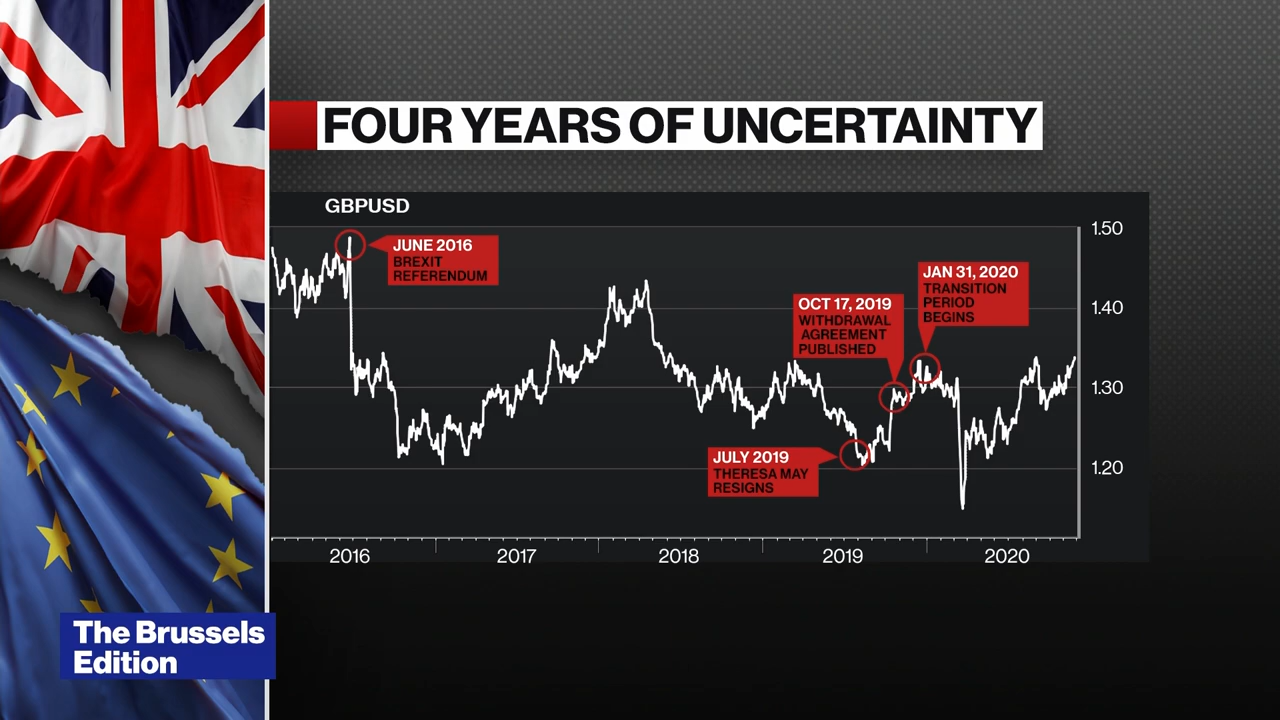 FOUR YEARS OF UNCERTAINTY
GBPUSD
1.50
1.40
1.30
1.20
JUNE 2016
BREXIT
REFERENDUM
OCT 17, 2019
WITHDRAWAL
AGREEMENT
PUBLISHED
JAN 31, 2020
TRANSITION
PERIOD
BEGINS
JULY 2019
THERESA MAY
RESIGNS
2016 2017 2018 2019 2020
The Brussels
Edition